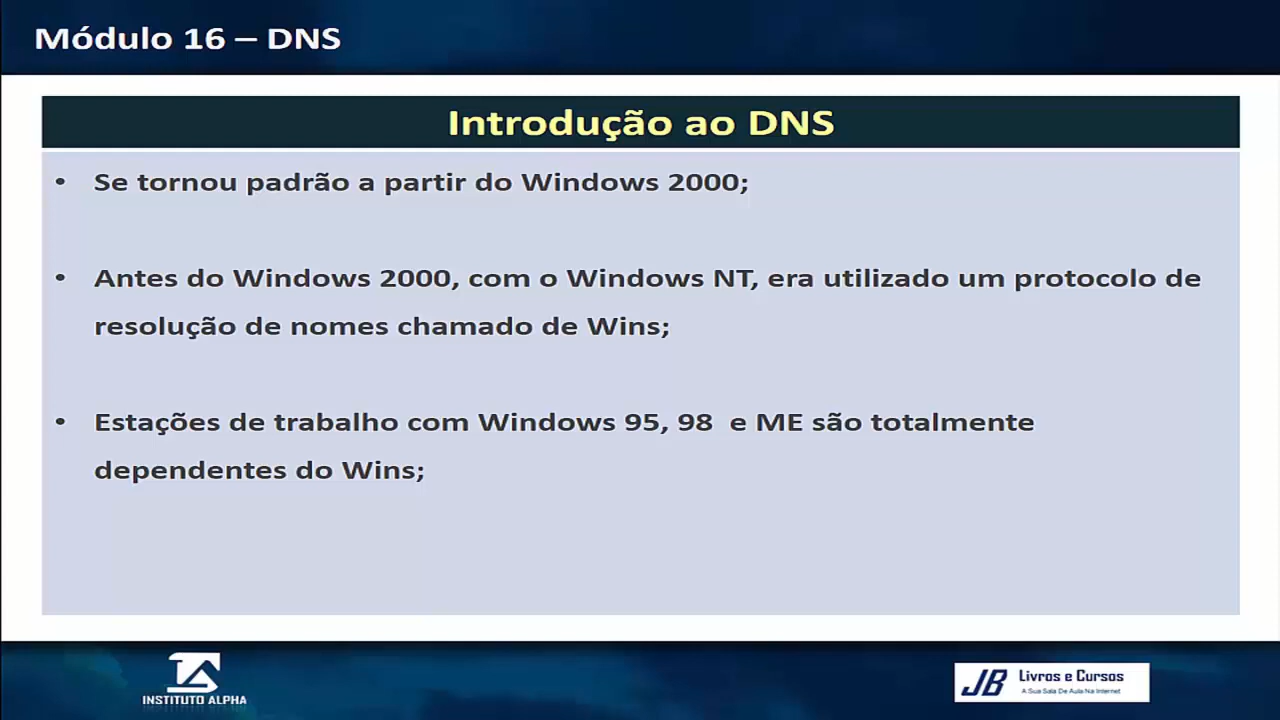 Módulo 16 – DNS
Introdução ao DNS
• Se tornou padrão a partir do Windows 2000;
• Antes do Windows 2000, com o Windows NT, era utilizado um protocolo de
resolução de nomes chamado de Wins;
• Estações de trabalho com Windows 95, 98 e ME são totalmente
dependentes do Wins;
INSTITUTO ALPHA
JB Livros e Cursos
A Sua Sala De Aula Na Internet